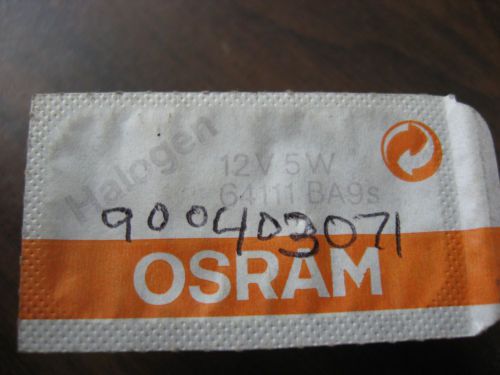 Halogen
12V 5W
64111 BA9s
900403071
OSRAM